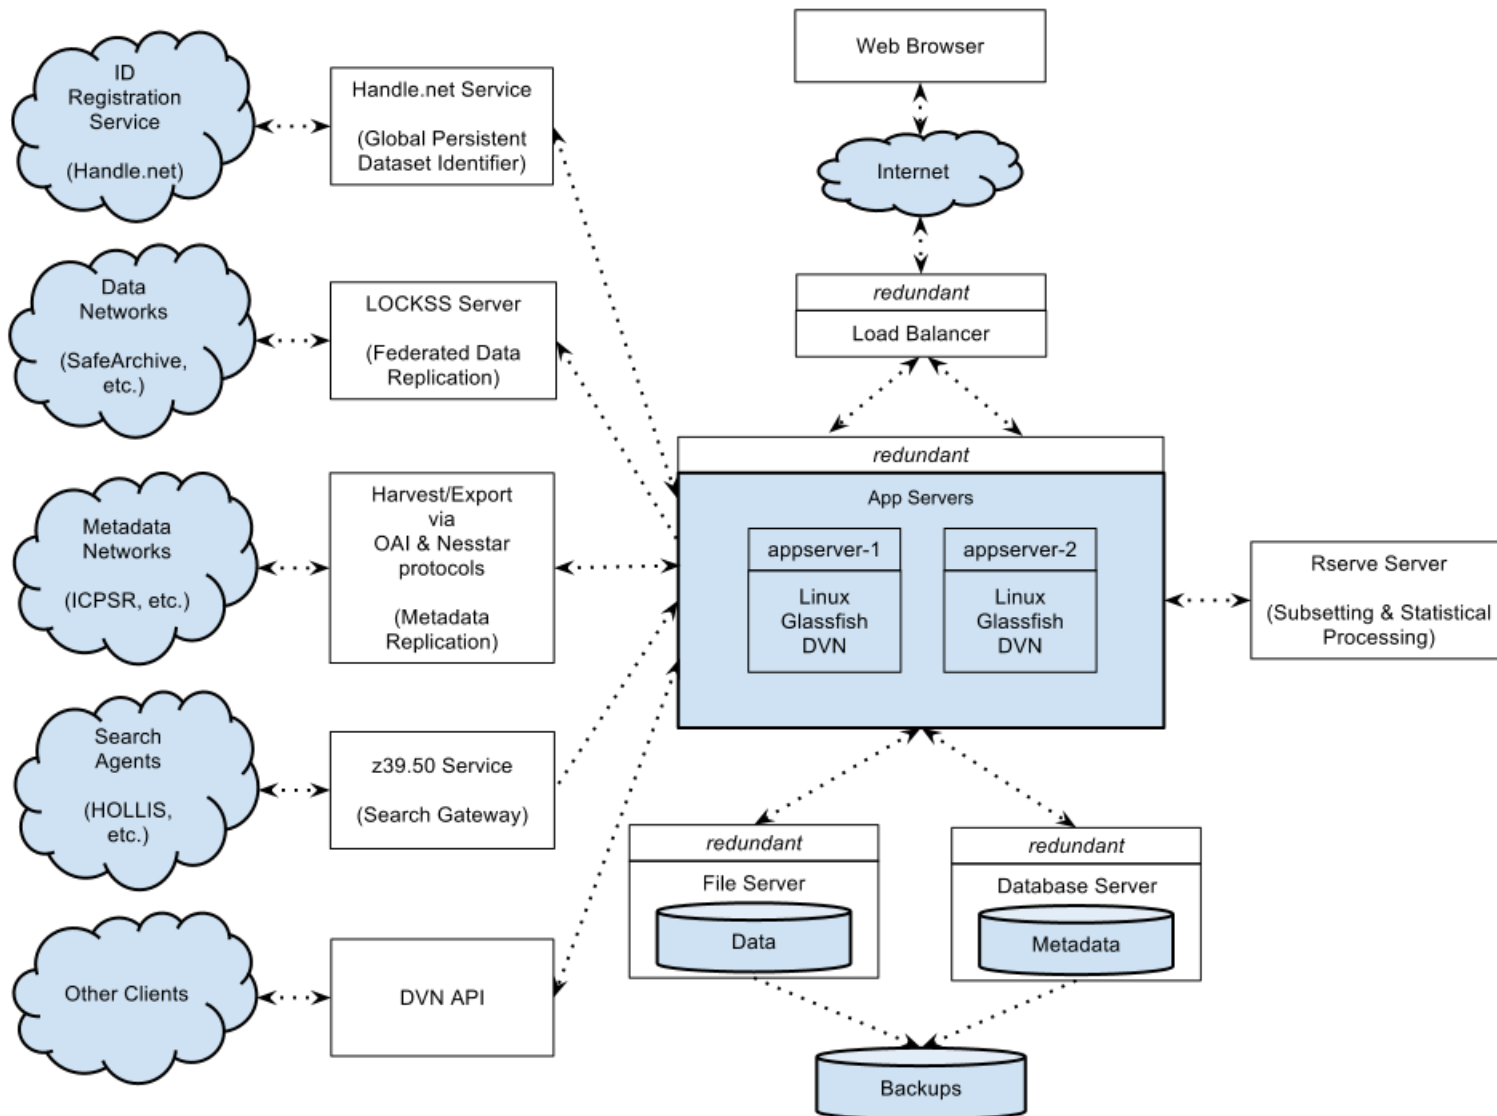 ID
Registration
Service
(Handle.net)
Handle.net Service
(Global Persistent
Dataset Identifier)
Web Browser
Internet
Data
Networks
(SafeArchive,
etc.)
LOCKSS Server
(Federated Data
Replication)
redundant
Load Balancer
Metadata
Networks
(ICPSR, etc.)
Harvest/Export
via
OAI & Nesstar
protocols
(Metadata
Replication)
redundant
App Servers
appserver-1
Linux
Glassfish
DVN
appserver-2
Linux
Glassfish
DVN
Rserve Server
(Subsetting & Statistical
Processing)
Search
Agents
(HOLLIS,
etc.)
z39.50 Service
(Search Gateway)
redundant
File Server
Data
redundant
Database Server
Metadata
Other Clients
DVN API
Backups